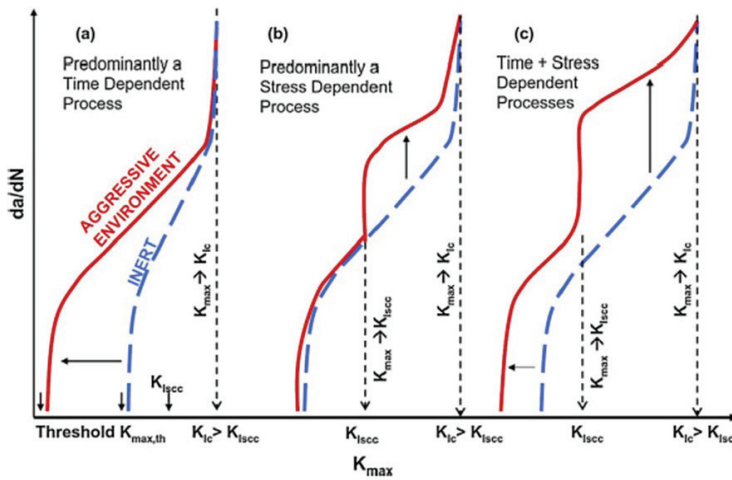 (a)
Predominantly a
Time Dependent
Process
(b)
Predominantly a
Stress Dependent
Process
(c)
Time + Stress
Dependent
Processes
da/dN
AGGRESSIVE
ENVIRONMENT
INERT
Kmax → KIc
Kmax → KIscc
Kmax → KIc
Kmax → KIscc
Kmax → KIc
KIscc
Threshold Kmax,th
KIc > KIscc
KIscc
KIc > KIscc
KIscc
KIc > KIsc
Kmax